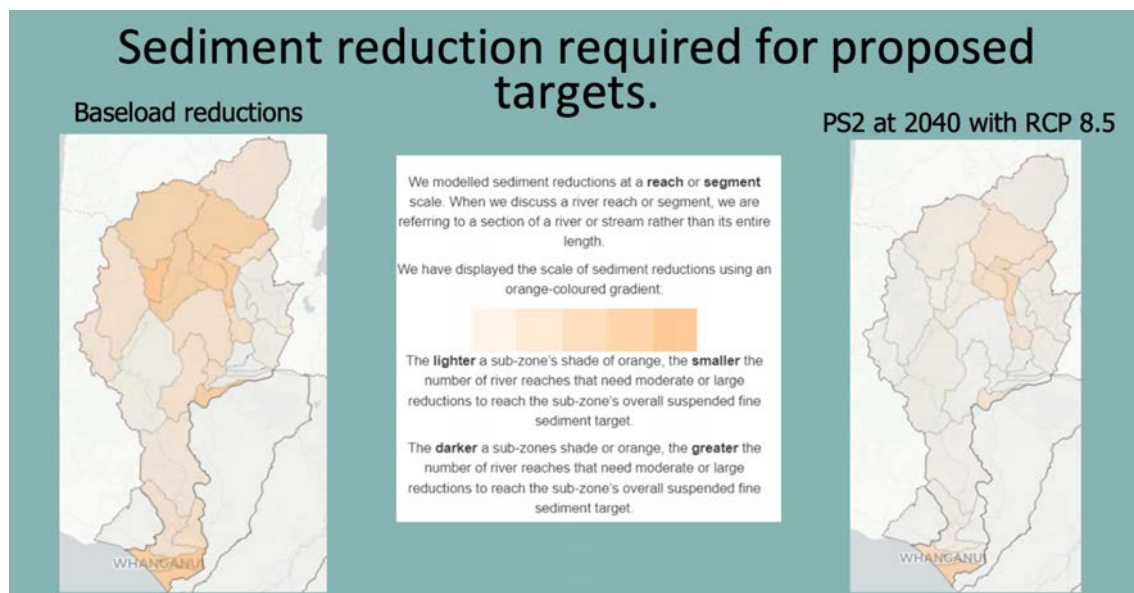 Sediment reduction required for proposed
targets.
Baseload reductions
PS2 at 2040 with RCP 8.5
We modelled sediment reductions at a reach or segment
scale. When we discuss a river reach or segment, we are
referring to a section of a river or stream rather than its entire
length.
We have displayed the scale of sediment reductions using an
orange-coloured gradient:
The lighter a sub-zone's shade of orange, the smaller the
number of river reaches that need moderate or large
reductions to reach the sub-zone's overall suspended fine
sediment target.
The darker a sub-zones shade or orange, the greater the
number of river reaches that need moderate or large
reductions to reach the sub-zone's overall suspended fine
sediment target.
WHANGANUI
WHANGANUI